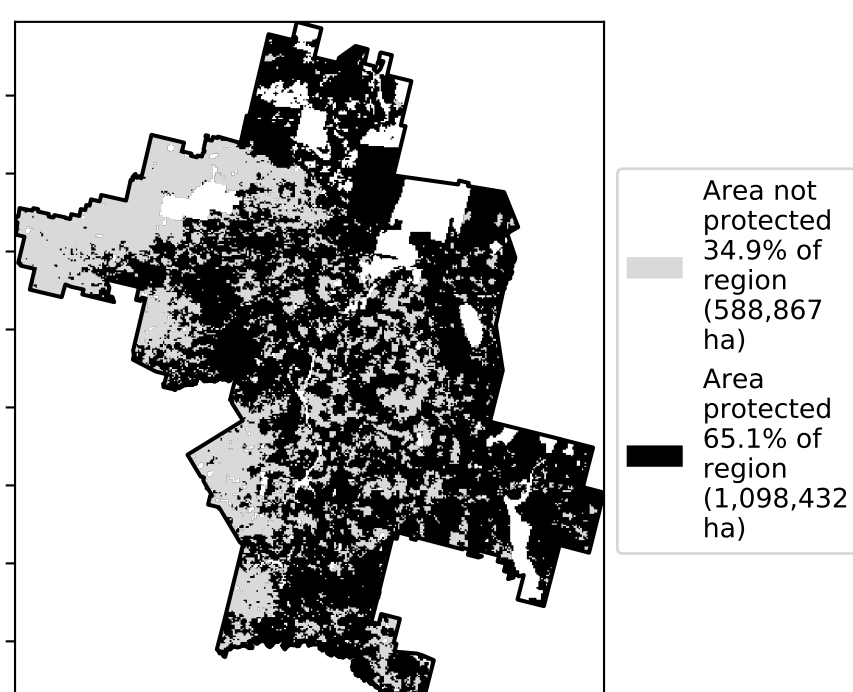 Area not
protected
34.9% of
region
(588,867
ha)
Area
protected
65.1% of
region
(1,098,432
ha)